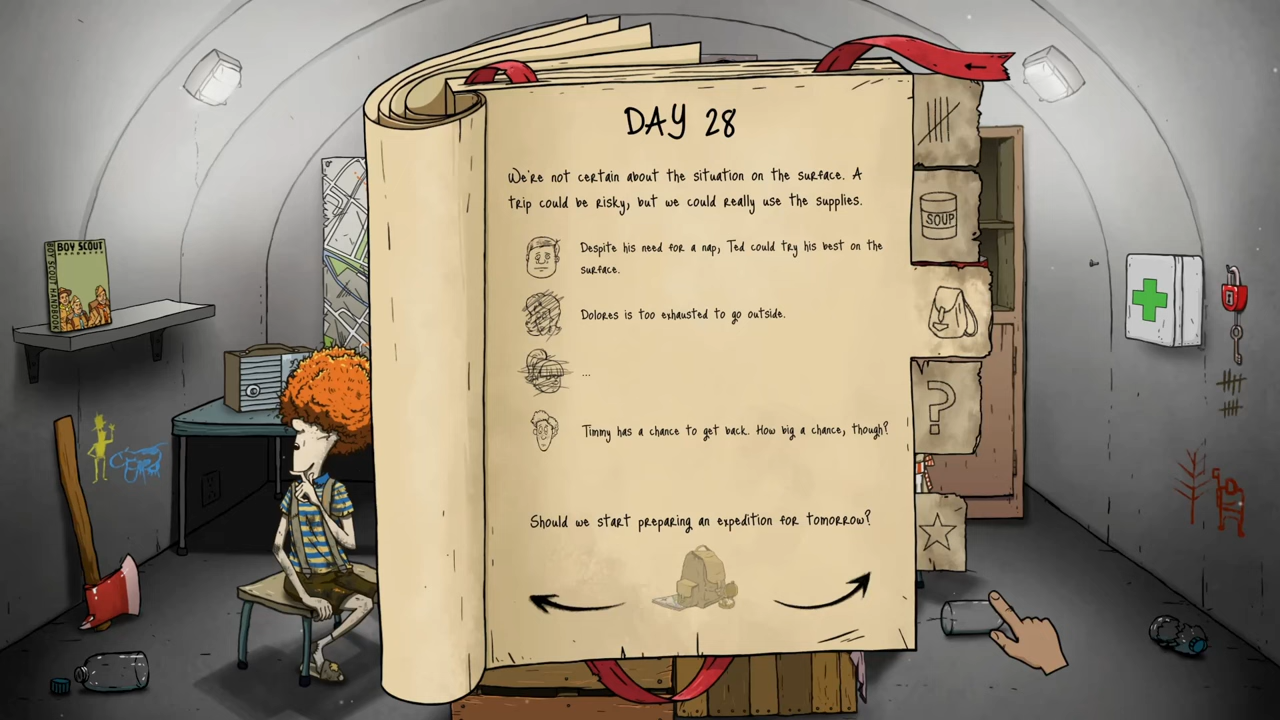 DAY 28
We're not certain about the situation on the surface. A
trip could be risky, but we could really use the supplies.
Despite his need for a nap, Ted could try his best on the
surface.
Dolores is too exhausted to go outside.
...
Timmy has a chance to get back. How big a chance, though?
Should we start preparing an expedition for tomorrow?
SOUP
?
BOY SCOUT
BOY SCOUT HANDBOOK